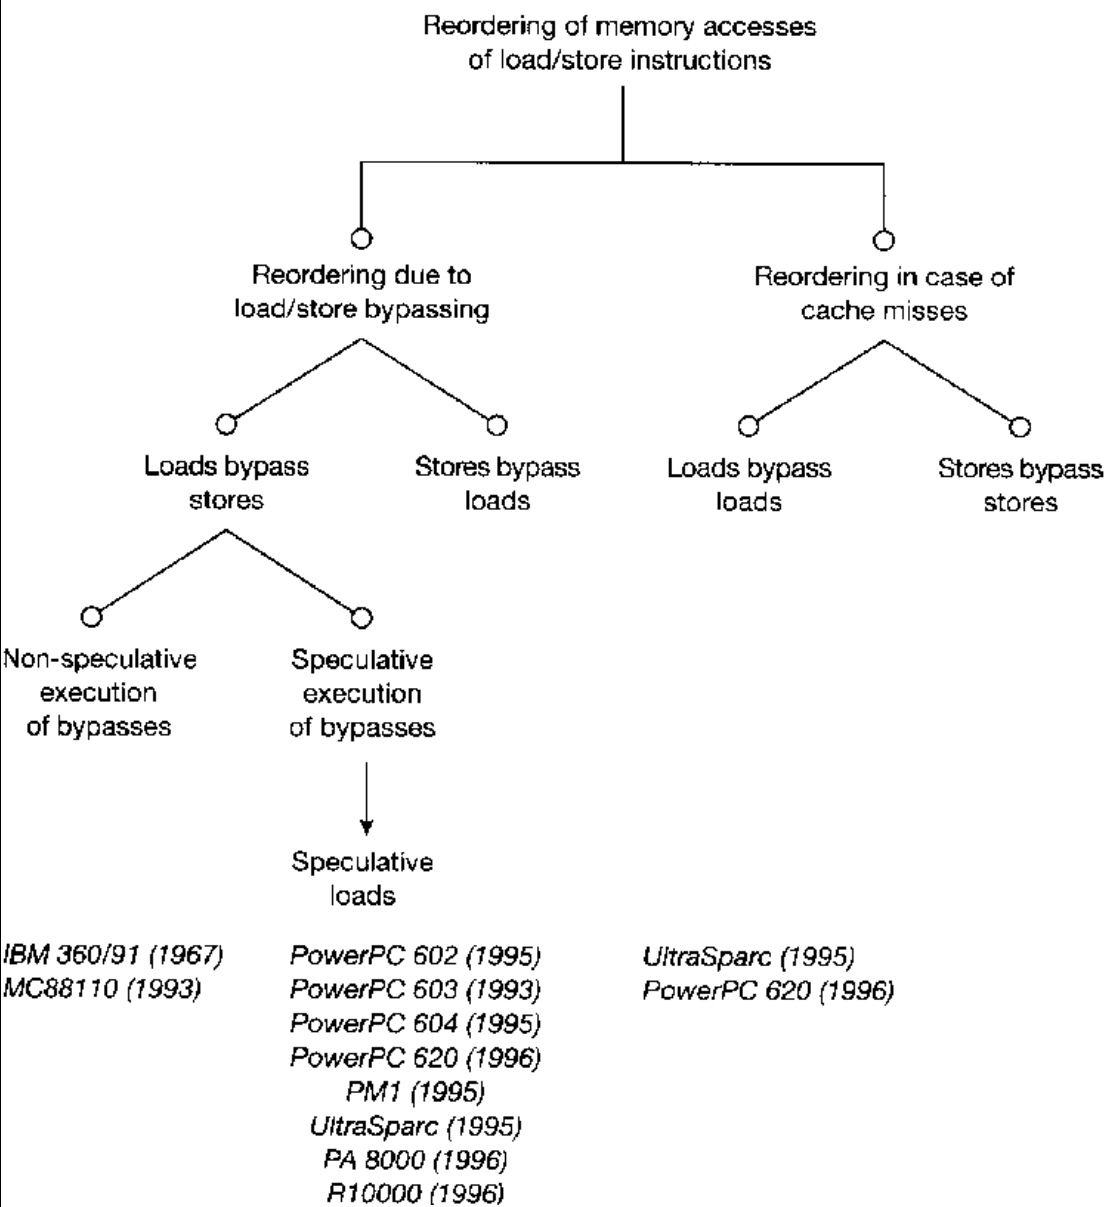 Reordering of memory accesses
of load/store instructions
Reordering due to
load/store bypassing
Reordering in case of
cache misses
Loads bypass
stores
Stores bypass
loads
Loads bypass
loads
Stores bypass
stores
Non-speculative
execution
of bypasses
Speculative
execution
of bypasses
Speculative
loads
IBM 360/91 (1967)
MC88110 (1993)
PowerPC 602 (1995)
PowerPC 603 (1993)
PowerPC 604 (1995)
PowerPC 620 (1996)
PM1 (1995)
UltraSparc (1995)
PA 8000 (1996)
R10000 (1996)
UltraSparc (1995)
PowerPC 620 (1996)